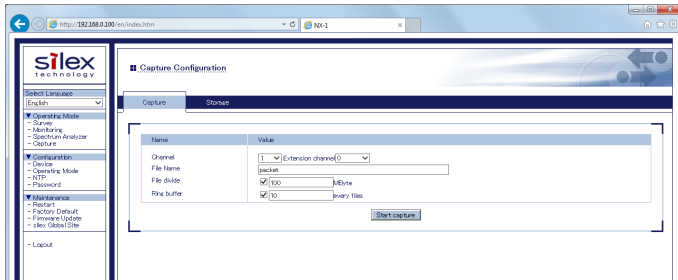 http://192.168.0.100/en/index.htm
NX-1
silex
technology
Select Language
English
▼ Operating Mode
- Survey
- Monitoring
- Spectrum Analyzer
- Capture
▼ Configuration
- Device
- Operating Mode
- NTP
- Password
▼ Maintenance
- Restart
- Factory Default
- Firmware Update
- silex Global Site
- Logout
Capture Configuration
Capture Storage
Name Value
Channel 1 Extension channel 0
File Name packet
File divide 100 MByte
Ring buffer 10 every files
Start capture